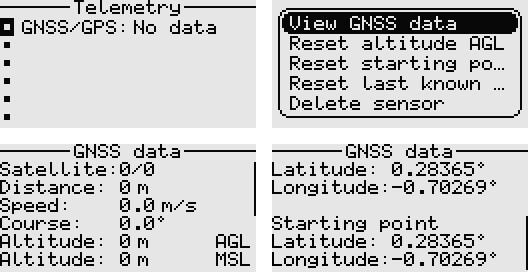 Telemetry
GNSS/GPS: No data
View GNSS data
Reset altitude AGL
Reset starting po…
Reset last known …
Delete sensor
GNSS data
Satellite:0/0
Distance: 0 m
Speed: 0.0 m/s
Course: 0.0°
Altitude: 0 m AGL
Altitude: 0 m MSL
GNSS data
Latitude: 0.28365°
Longitude:-0.70269°
Starting point
Latitude: 0.28365°
Longitude:-0.70269°